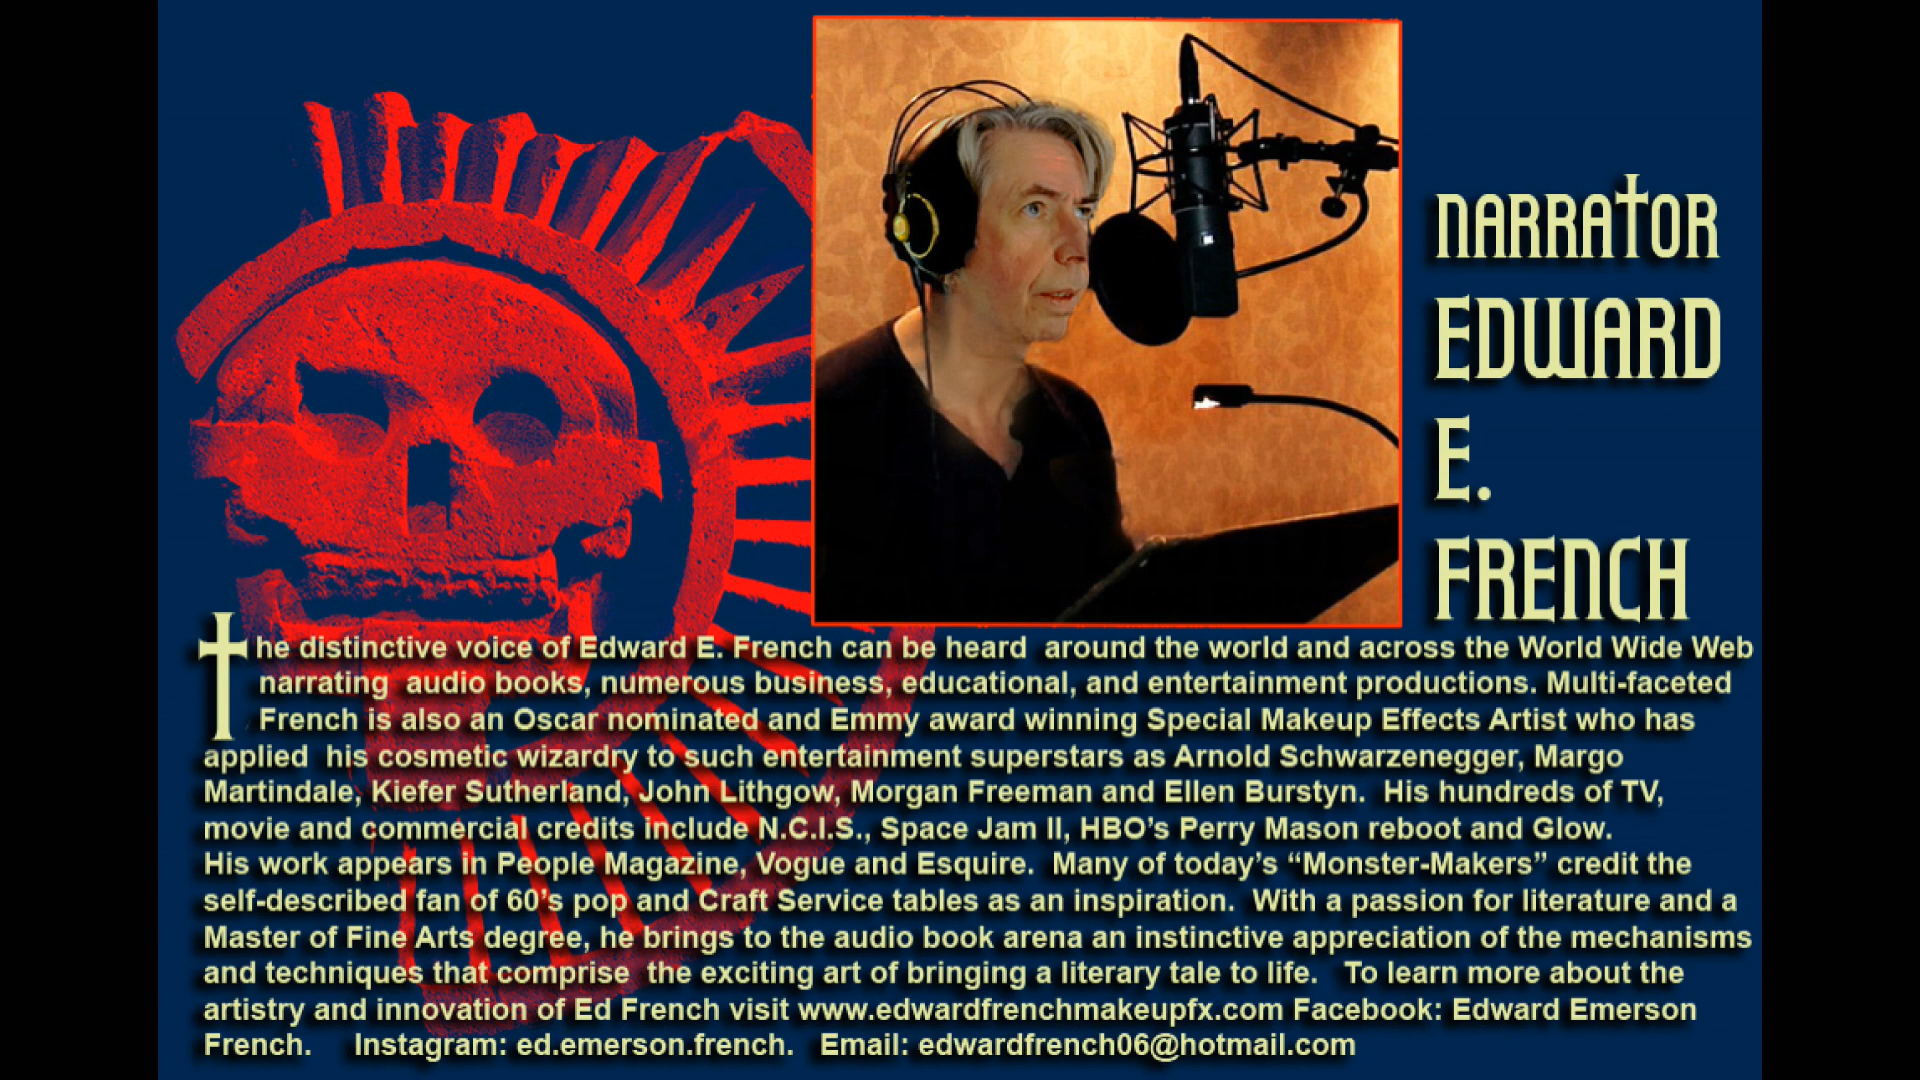 NARRATOR
EDWARD
E.
FRENCH
The distinctive voice of Edward E. French can be heard around the world and across the World Wide Web
narrating audio books, numerous business, educational, and entertainment productions. Multi-faceted
French is also an Oscar nominated and Emmy award winning Special Makeup Effects Artist who has
applied his cosmetic wizardry to such entertainment superstars as Arnold Schwarzenegger, Margo
Martindale, Kiefer Sutherland, John Lithgow, Morgan Freeman and Ellen Burstyn. His hundreds of TV,
movie and commercial credits include N.C.I.S., Space Jam II, HBO’s Perry Mason reboot and Glow.
His work appears in People Magazine, Vogue and Esquire. Many of today’s “Monster-Makers” credit the
self-described fan of 60’s pop and Craft Service tables as an inspiration. With a passion for literature and a
Master of Fine Arts degree, he brings to the audio book arena an instinctive appreciation of the mechanisms
and techniques that comprise the exciting art of bringing a literary tale to life. To learn more about the
artistry and innovation of Ed French visit www.edwardfrenchmakeupfx.com Facebook: Edward Emerson
French. Instagram: ed.emerson.french. Email: edwardfrench06@hotmail.com